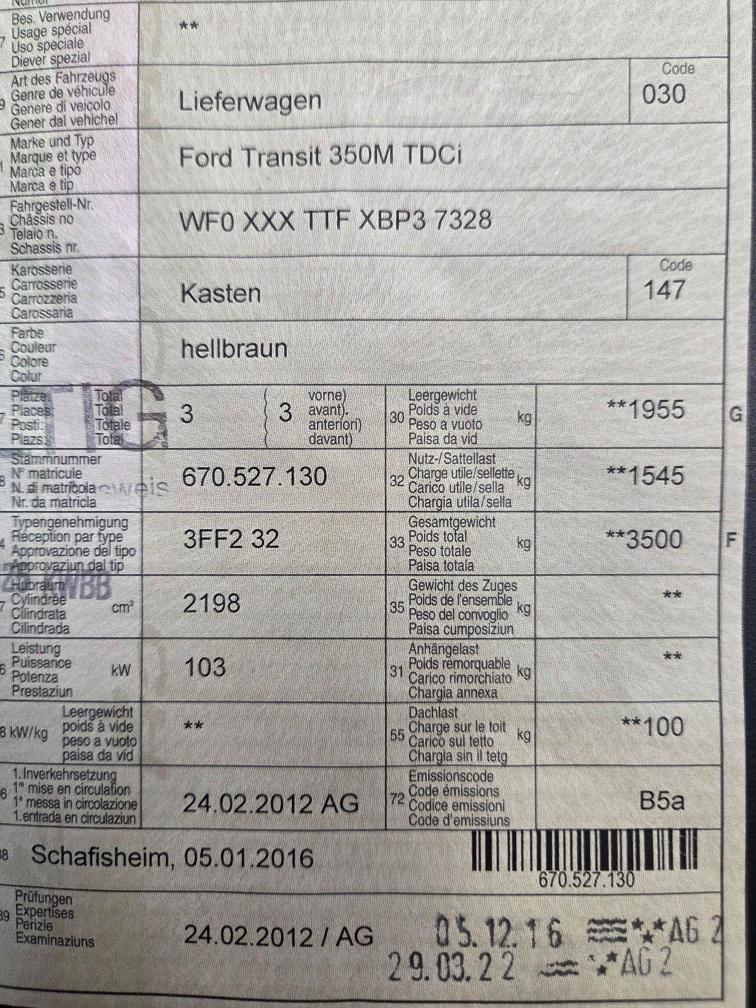 Bes. Verwendung
Usage spécial
Uso speciale
Diever spezial
**
Art des Fahrzeugs
Genre de véhicule
Genere di veicolo
Gener dal vehichel
Lieferwagen
Code
030
Marke und Typ
Marque et type
Marca e tipo
Marca e tip
Ford Transit 350M TDCi
Fahrgestell-Nr.
Châssis no
Telaio n.
Schassis nr.
WF0 XXX TTF XBP3 7328
Karosserie
Carrosserie
Carrozzeria
Carossaria
Kasten
Code
147
Farbe
Couleur
Colore
Colur
hellbraun
Plätze Total
Places: Total
Posti: Totale
Plazs: Total
3
3
vorne)
avant).
anteriori)
davant)
30
Leergewicht
Poids à vide
Peso a vuoto
Paisa da vid
kg
**1955
G
Stammnummer
N° matricule
N. di matricola
Nr. da matricla
670.527.130
32
Nutz-/Sattellast
Charge utile/sellette
Carico utile/sella
Chargia utila/sella
kg
**1545
Typengenehmigung
Réception par type
Approvazione del tipo
Approvaziun dal tip
3FF2 32
33
Gesamtgewicht
Poids total
Peso totale
Paisa totala
kg
**3500
F
Hubraum
Cylindrée
Cilindrata
Cilindrada
cm³
2198
35
Gewicht des Zuges
Poids de l'ensemble
Peso del convoglio
Paisa cumposiziun
kg
**
Leistung
Puissance
Potenza
Prestaziun
kW
103
31
Anhängelast
Poids remorquable
Carico rimorchiato
Chargia annexa
kg
**
kW/kg
Leergewicht
poids à vide
peso a vuoto
paisa da vid
**
55
Dachlast
Charge sur le toit
Carico sul tetto
Chargia sin il tetg
kg
**100
1.Inverkehrsetzung
1re mise en circulation
1a messa in circolazione
1.entrada en circulaziun
24.02.2012 AG
72
Emissionscode
Code émissions
Codice emissioni
Code d'emissiuns
B5a
Schafisheim, 05.01.2016
670.527.130
Prüfungen
Expertises
Perizie
Examinaziuns
24.02.2012 / AG
05.12.16 AG 2
29.03.22 AG 2